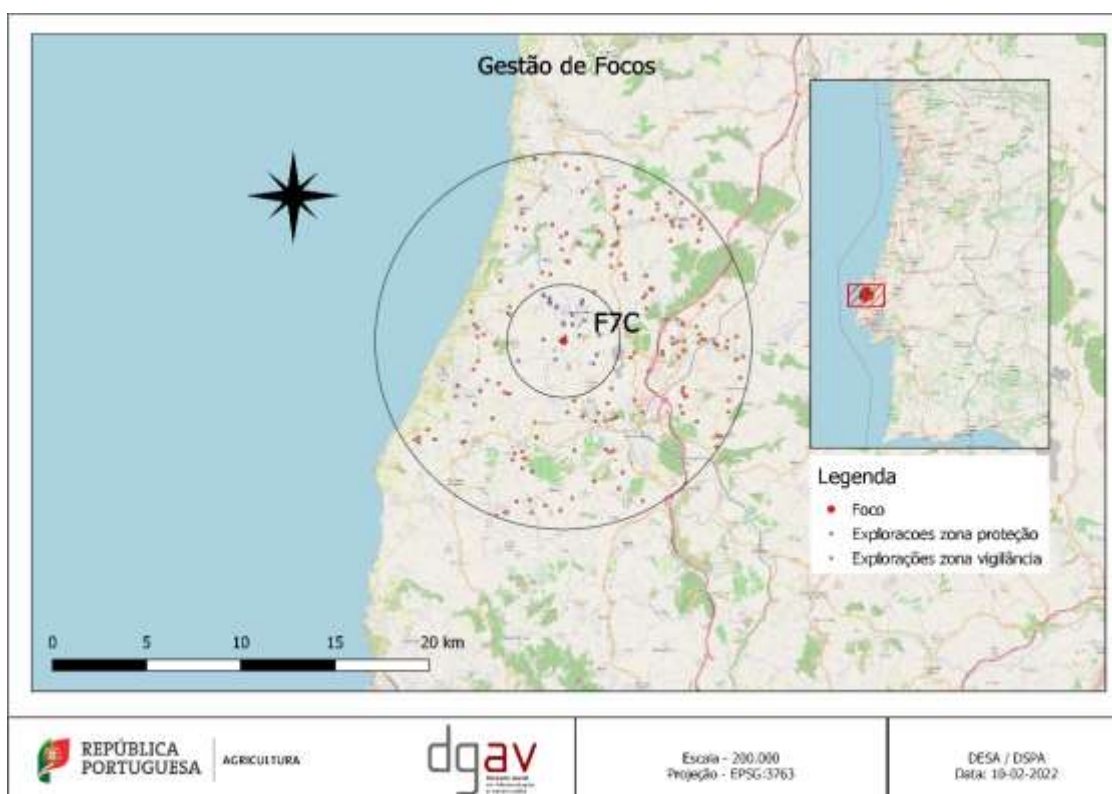 Gestão de Focos
F7C
Legenda
Foco
Exploracoes zona proteção
Explorações zona vigilância
0 5 10 15 20 km
REPÚBLICA
PORTUGUESA
AGRICULTURA
dgav
Escala - 200.000
Projeção - EPSG:3763
DESA / DSPA
Data: 10-02-2022